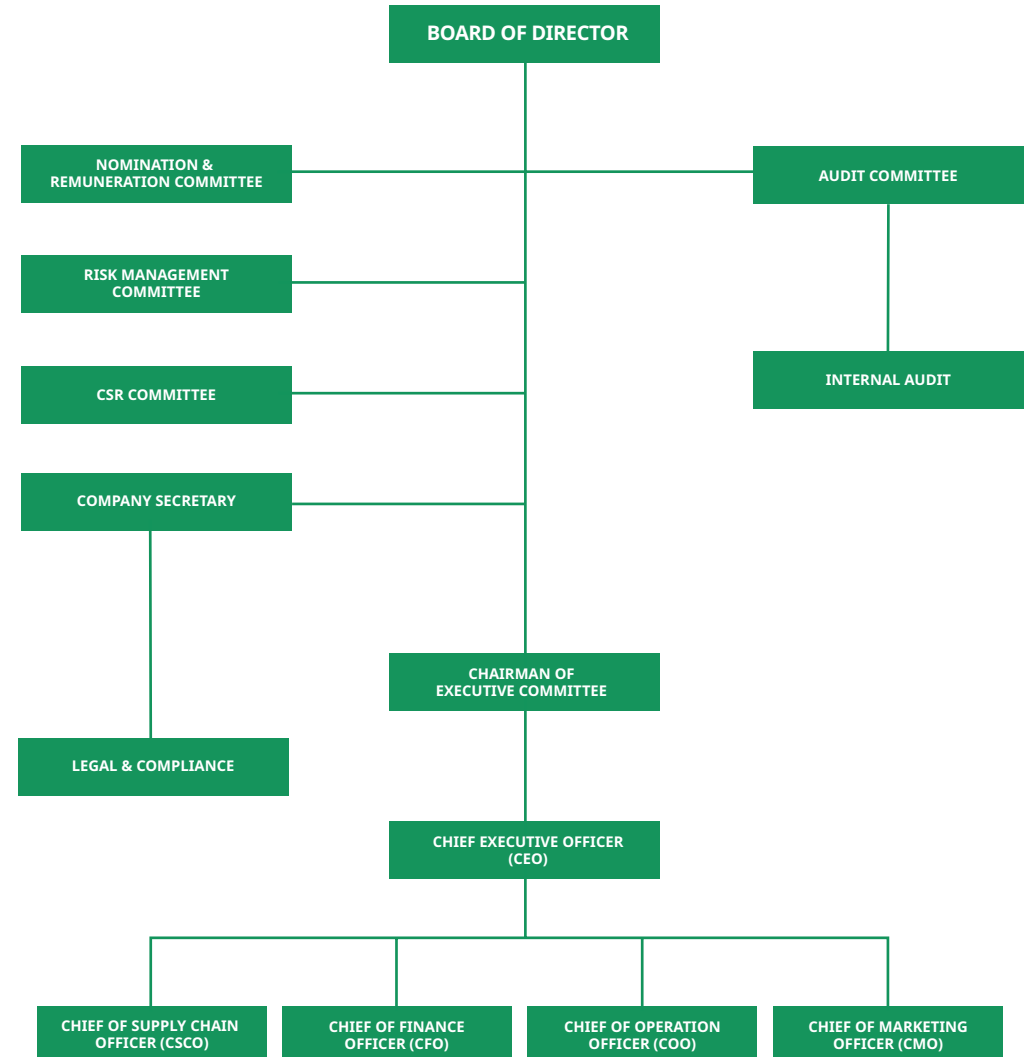 BOARD OF DIRECTOR
NOMINATION &
REMUNERATION COMMITTEE
AUDIT COMMITTEE
RISK MANAGEMENT
COMMITTEE
INTERNAL AUDIT
CSR COMMITTEE
COMPANY SECRETARY
CHAIRMAN OF
EXECUTIVE COMMITTEE
LEGAL & COMPLIANCE
CHIEF EXECUTIVE OFFICER
(CEO)
CHIEF OF SUPPLY CHAIN
OFFICER (CSCO)
CHIEF OF FINANCE
OFFICER (CFO)
CHIEF OF OPERATION
OFFICER (COO)
CHIEF OF MARKETING
OFFICER (CMO)